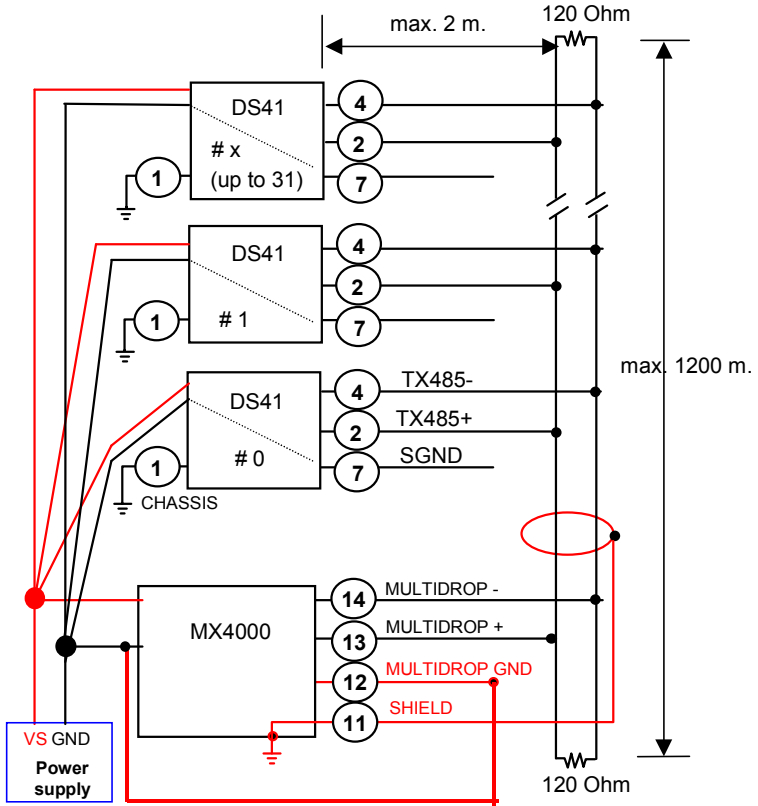 120 Ohm
max. 2 m.
DS41
# x
(up to 31)
4
2
7
1
DS41
# 1
4
2
7
1
max. 1200 m.
DS41
# 0
4
TX485-
2
TX485+
7
SGND
1
CHASSIS
MX4000
14
MULTIDROP -
13
MULTIDROP +
12
MULTIDROP GND
11
SHIELD
VS GND
Power
supply
120 Ohm